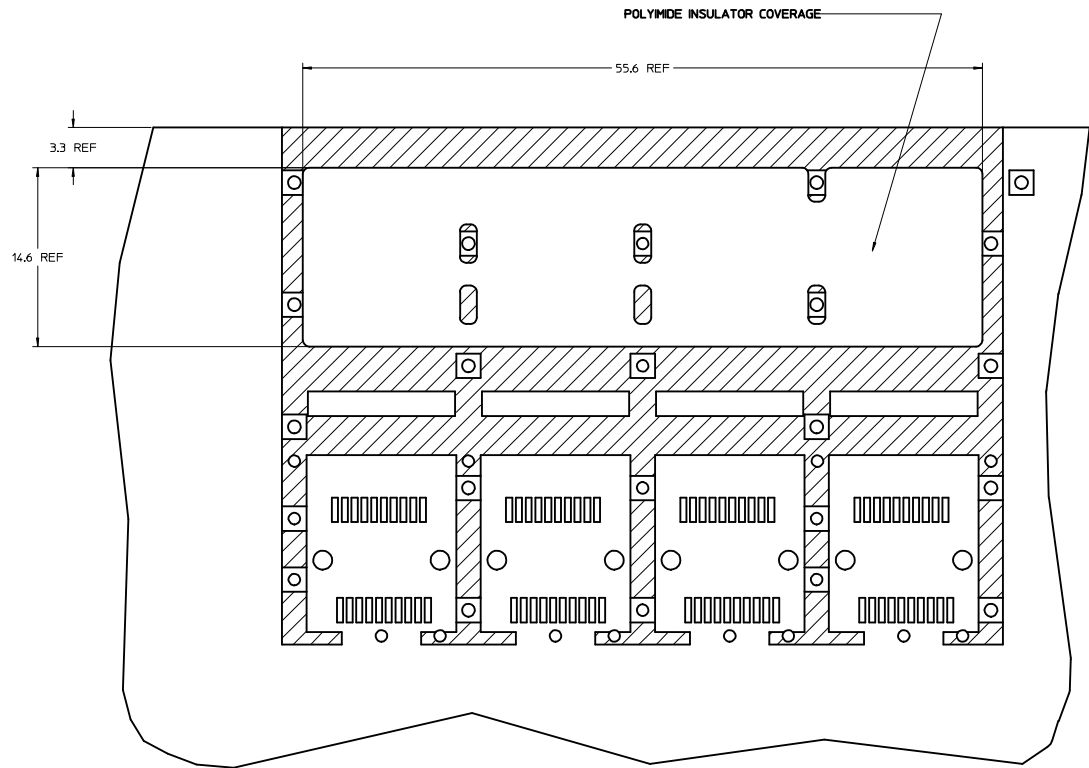 POLYIMIDE INSULATOR COVERAGE
55.6 REF
3.3 REF
14.6 REF